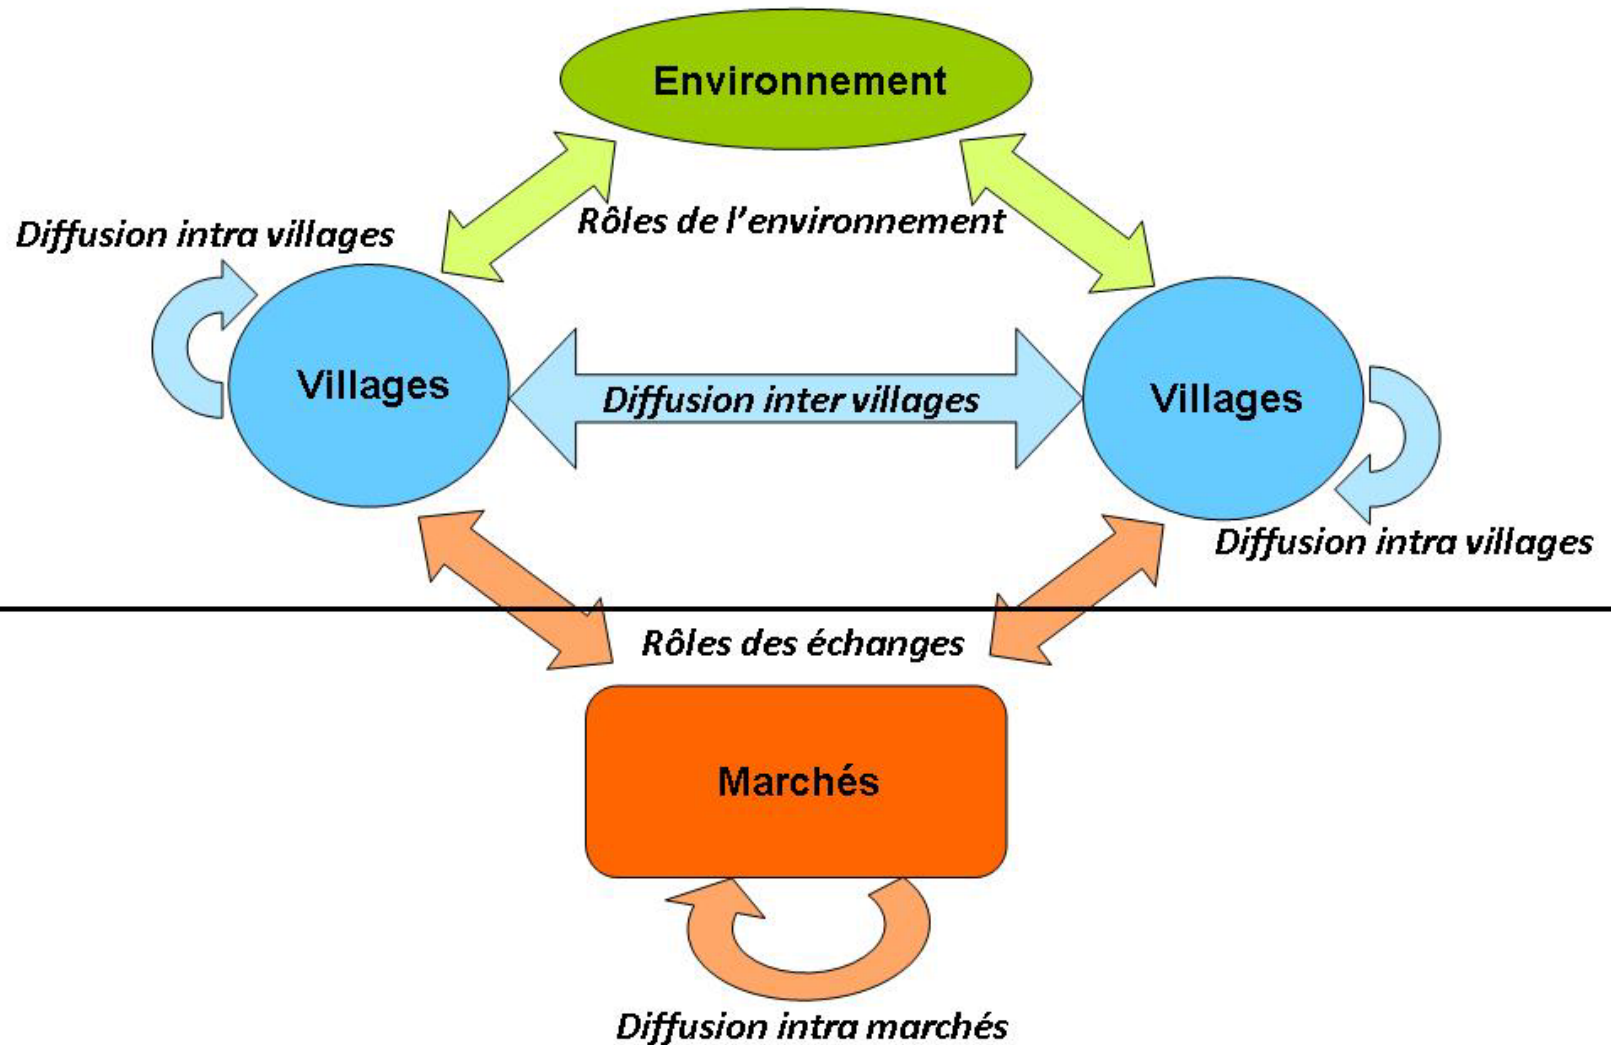 Environnement
Rôles de l'environnement
Diffusion intra villages
Villages
Diffusion inter villages
Villages
Diffusion intra villages
Rôles des échanges
Marchés
Diffusion intra marchés